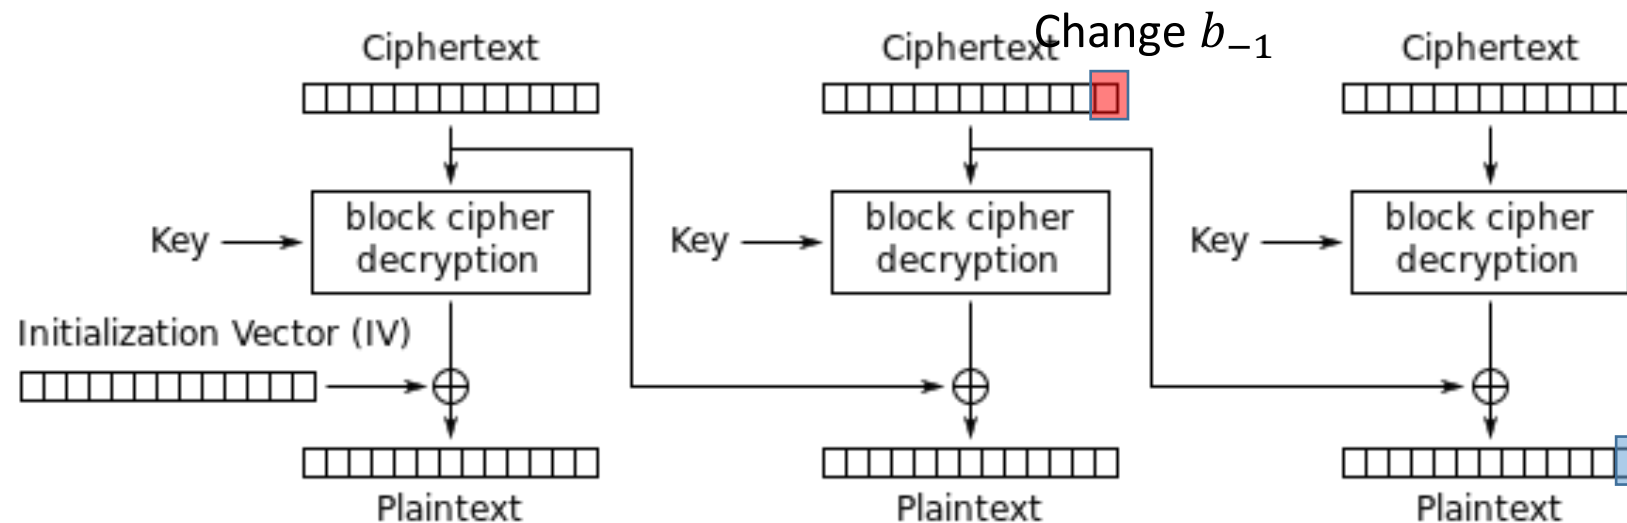 Change b₋₁
Ciphertext
Ciphertext
Ciphertext
block cipher
decryption
block cipher
decryption
block cipher
decryption
Key
Key
Key
Initialization Vector (IV)
Plaintext
Plaintext
Plaintext